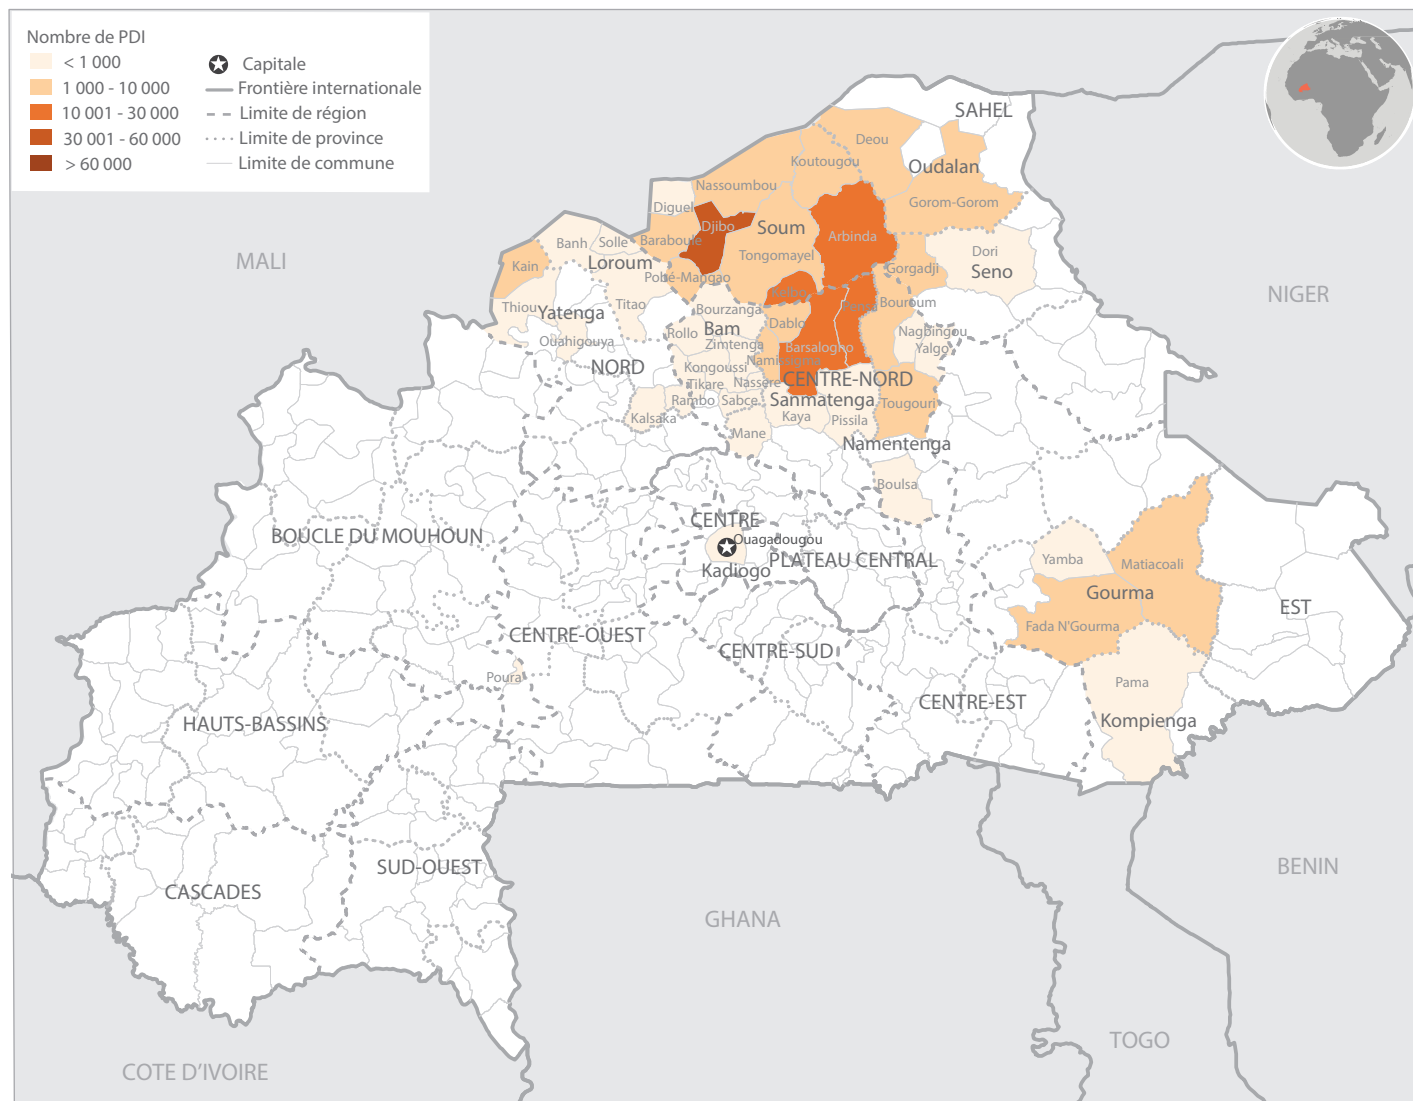 Nombre de PDI
< 1 000
1 000 - 10 000
10 001 - 30 000
30 001 - 60 000
> 60 000
Capitale
Frontière internationale
Limite de région
Limite de province
Limite de commune
SAHEL
Deou
Koutougou
Oudalan
Nassoumbou
Gorom-Gorom
Diguel
Djibo
Soum
Arbinda
Banh
Solle
Baraboule
Dori
MALI
Kain
Loroum
Tongomayel
Gorgadji
Seno
Pobé-Mangao
NIGER
Kelbo
Thiou
Yatenga
Titao
Bourzanga
Pensa
Bouroum
Rollo
Bam
Dablo
Nagbingou
Ouahigouya
Zimtenga
Barsalogho
Yalgo
NORD
Kongoussi
Namissiguia
Tikare
Nassere
CENTRE-NORD
Rambo
Sabce
Sanmatenga
Tougouri
Kalsaka
Kaya
Pissila
Mane
Namentenga
Boulsa
CENTRE
BOUCLE DU MOUHOUN
Ouagadougou
Kadiogo
PLATEAU CENTRAL
Yamba
Matiacoali
Gourma
EST
Fada N'Gourma
CENTRE-OUEST
CENTRE-SUD
Poura
Pama
CENTRE-EST
Kompienga
HAUTS-BASSINS
SUD-OUEST
CASCADES
BENIN
GHANA
TOGO
COTE D'IVOIRE